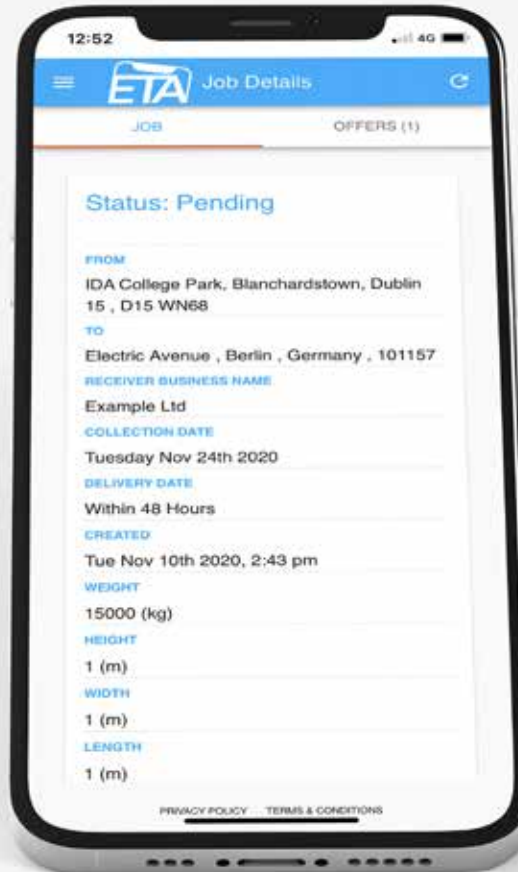 12:52
4G
ETA Job Details
JOB OFFERS (1)
Status: Pending
FROM
IDA College Park, Blanchardstown, Dublin
15 , D15 WN68
TO
Electric Avenue , Berlin , Germany , 101157
RECEIVER BUSINESS NAME
Example Ltd
COLLECTION DATE
Tuesday Nov 24th 2020
DELIVERY DATE
Within 48 Hours
CREATED
Tue Nov 10th 2020, 2:43 pm
WEIGHT
15000 (kg)
HEIGHT
1 (m)
WIDTH
1 (m)
LENGTH
1 (m)
PRIVACY POLICY TERMS & CONDITIONS